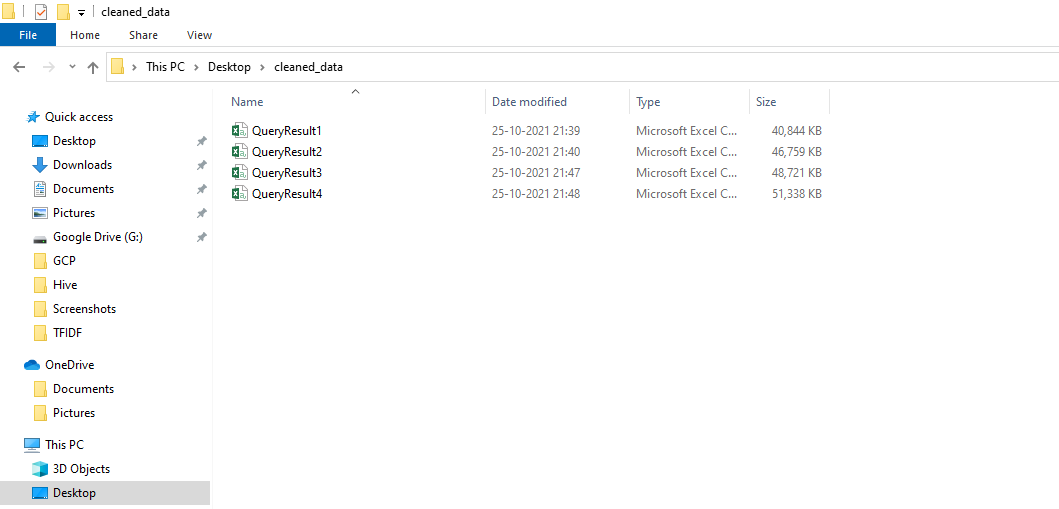 cleaned_data
File Home Share View
This PC > Desktop > cleaned_data
Name Date modified Type Size
Quick access
Desktop
Downloads
Documents
Pictures
Google Drive (G:)
GCP
Hive
Screenshots
TFIDF
OneDrive
Documents
Pictures
This PC
3D Objects
Desktop
QueryResult1 25-10-2021 21:39 Microsoft Excel C... 40,844 KB
QueryResult2 25-10-2021 21:40 Microsoft Excel C... 46,759 KB
QueryResult3 25-10-2021 21:47 Microsoft Excel C... 48,721 KB
QueryResult4 25-10-2021 21:48 Microsoft Excel C... 51,338 KB